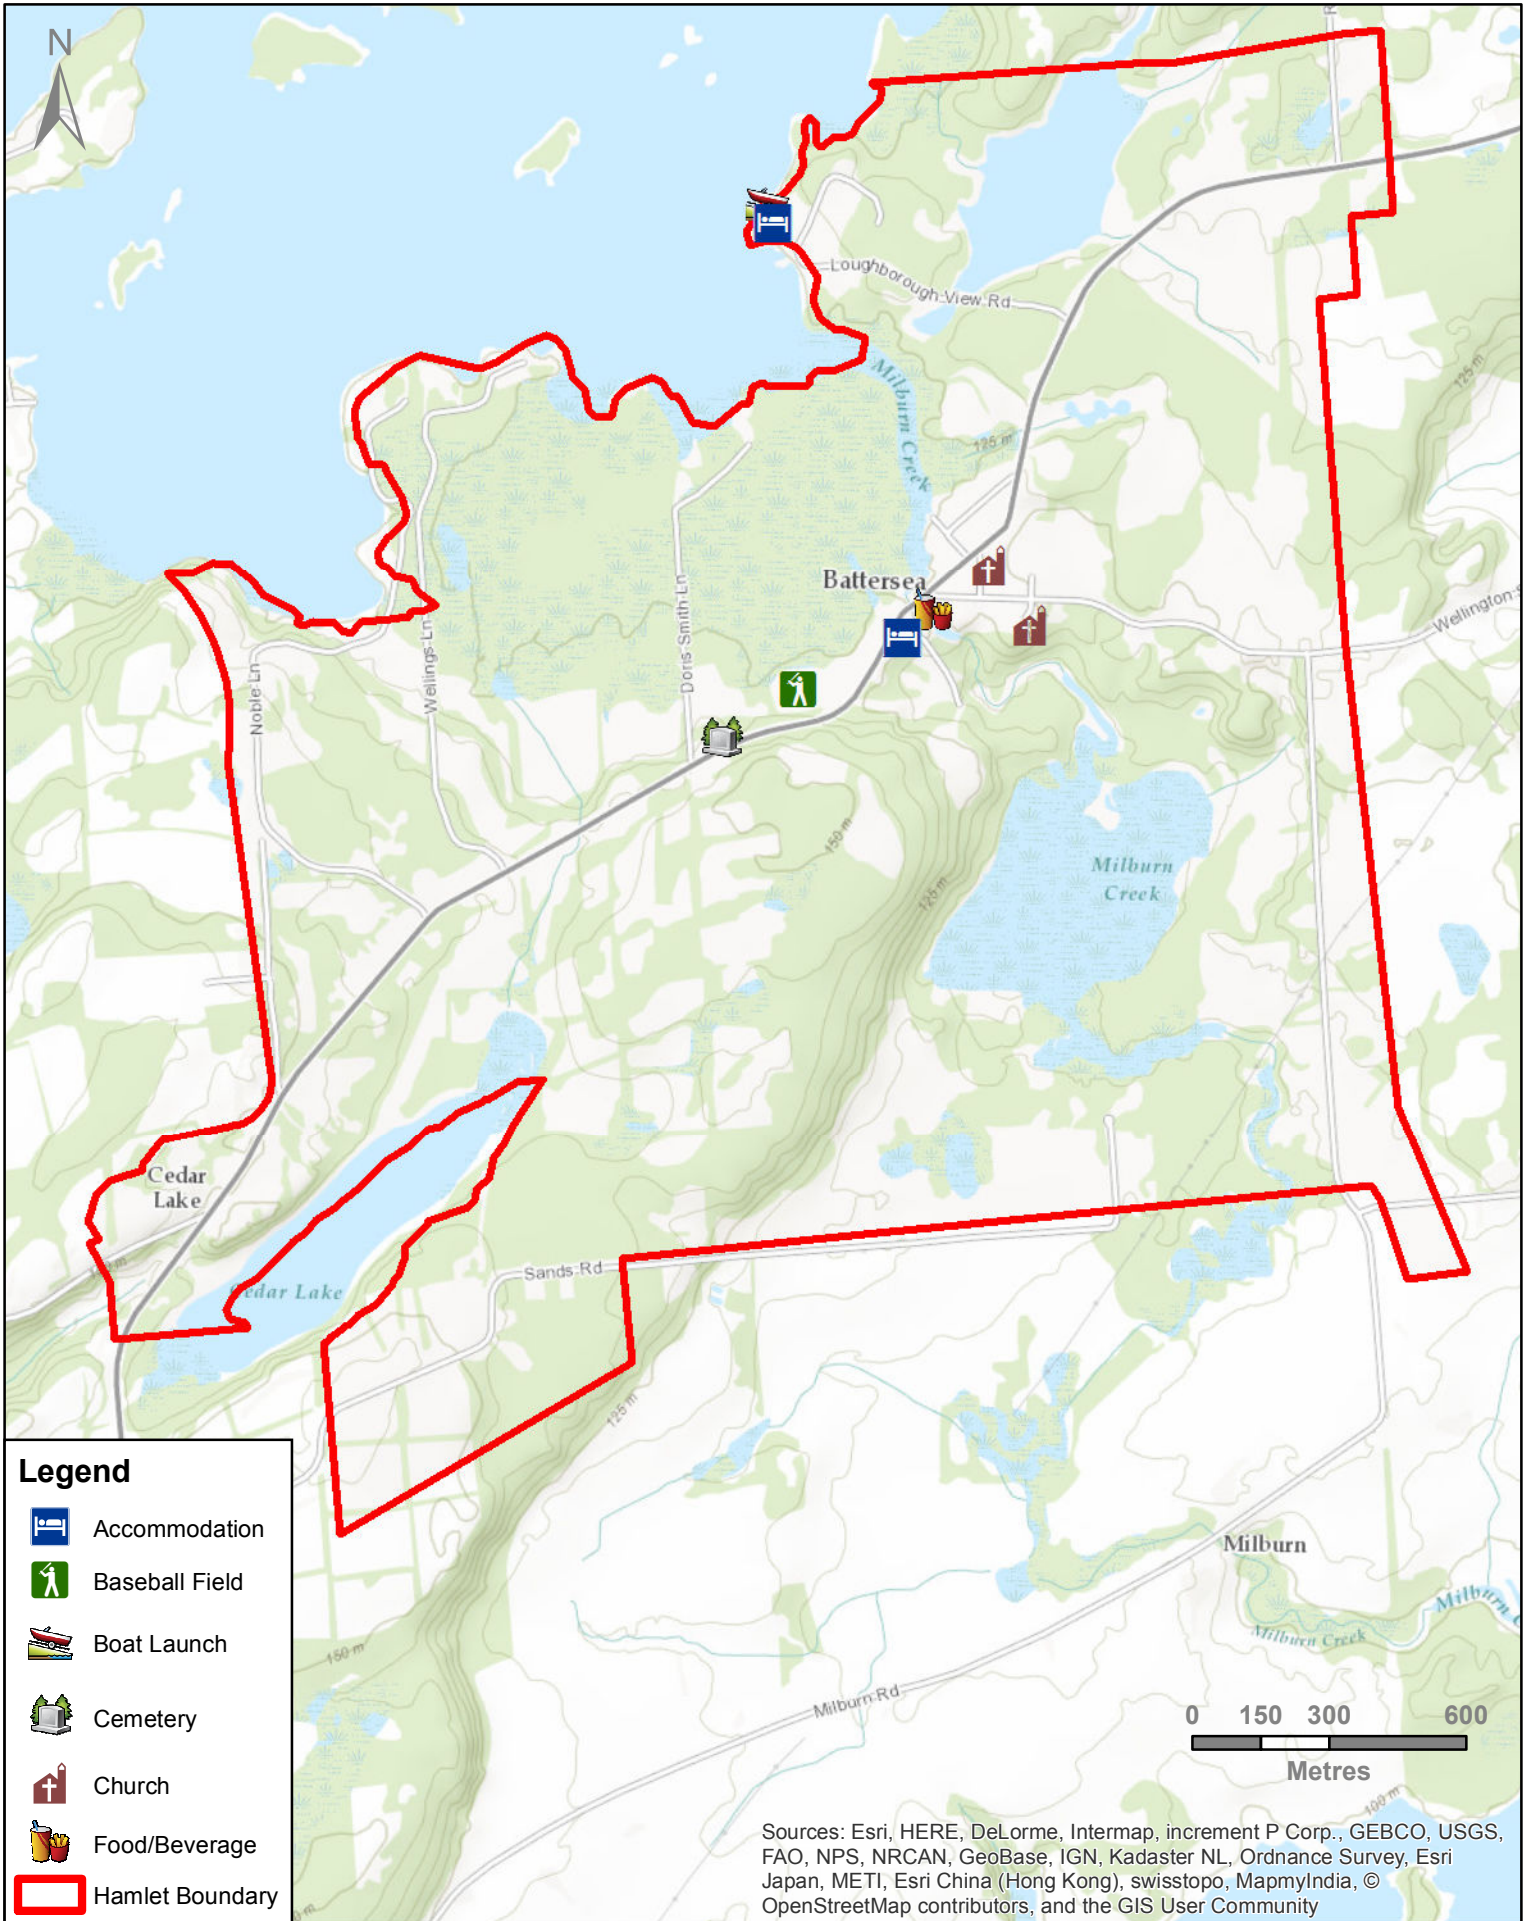 N
Loughborough View Rd
Milburn Creek
125 m
125 m
Battersea
Wellington
Doris Smith Ln
Wellings Ln
Noble Ln
150 m
125 m
Milburn
Creek
Cedar
Lake
Cedar Lake
Sands Rd
125 m
Legend
Accommodation
Baseball Field
Boat Launch
Cemetery
Church
Food/Beverage
Hamlet Boundary
150 m
Milburn
Milburn
Milburn Creek
Milburn Rd
0 150 300 600
Metres
100 m
Sources: Esri, HERE, DeLorme, Intermap, increment P Corp., GEBCO, USGS,
FAO, NPS, NRCAN, GeoBase, IGN, Kadaster NL, Ordnance Survey, Esri
Japan, METI, Esri China (Hong Kong), swisstopo, MapmyIndia, ©
OpenStreetMap contributors, and the GIS User Community